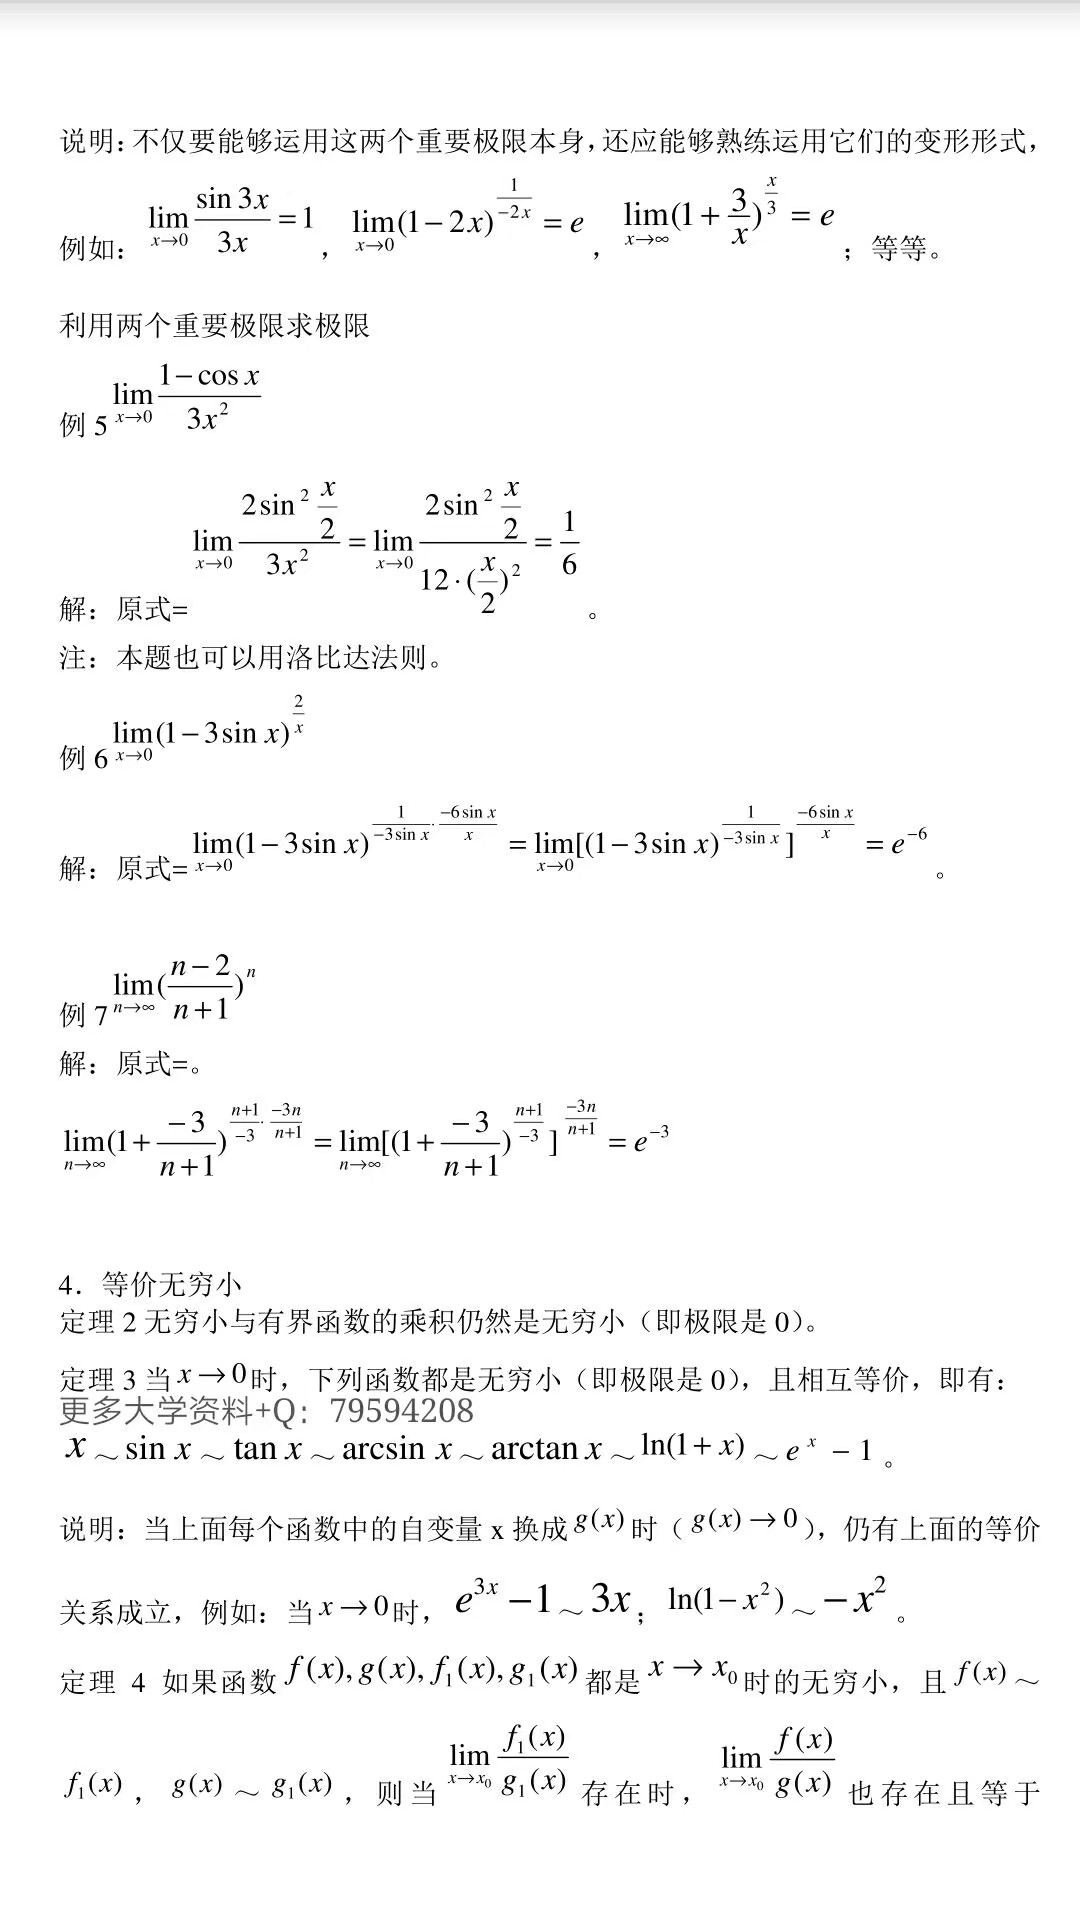 说明:不仅要能够运用这两个重要极限本身,还应能够熟练运用它们的变形形式,
例如: $\lim_{x\to 0}\frac{\sin 3x}{3x}=1$ , $\lim_{x\to 0}(1-2x)^{\frac{1}{-2x}}=e$ , $\lim_{x\to\infty}(1+\frac{3}{x})^{\frac{x}{3}}=e$ ;等等。
利用两个重要极限求极限
例 5 $\lim_{x\to 0}\frac{1-\cos x}{3x^2}$
解:原式= $\lim_{x\to 0}\frac{2\sin^2\frac{x}{2}}{3x^2}=\lim_{x\to 0}\frac{2\sin^2\frac{x}{2}}{12\cdot(\frac{x}{2})^2}=\frac{1}{6}$ 。
注:本题也可以用洛比达法则。
例 6 $\lim_{x\to 0}(1-3\sin x)^{\frac{2}{x}}$
解:原式= $\lim_{x\to 0}(1-3\sin x)^{\frac{1}{-3\sin x}\cdot\frac{-6\sin x}{x}}=\lim_{x\to 0}[(1-3\sin x)^{\frac{1}{-3\sin x}}]^{\frac{-6\sin x}{x}}=e^{-6}$ 。
例 7 $\lim_{n\to\infty}(\frac{n-2}{n+1})^n$
解:原式=。
$\lim_{n\to\infty}(1+\frac{-3}{n+1})^{\frac{n+1}{-3}\cdot\frac{-3n}{n+1}}=\lim_{n\to\infty}[(1+\frac{-3}{n+1})^{\frac{n+1}{-3}}]^{\frac{-3n}{n+1}}=e^{-3}$
4.等价无穷小
定理 2 无穷小与有界函数的乘积仍然是无穷小(即极限是 0)。
定理 3 当 $x\to 0$ 时,下列函数都是无穷小(即极限是 0),且相互等价,即有:
更多大学资料+Q:79594208
$x$ ~ $\sin x$ ~ $\tan x$ ~ $\arcsin x$ ~ $\arctan x$ ~ $\ln(1+x)$ ~ $e^x-1$ 。
说明:当上面每个函数中的自变量 x 换成 $g(x)$ 时( $g(x)\to 0$ ),仍有上面的等价
关系成立,例如:当 $x\to 0$ 时, $e^{3x}-1$ ~ $3x$ ; $\ln(1-x^2)$ ~ $-x^2$ 。
定理 4 如果函数 $f(x),g(x),f_1(x),g_1(x)$ 都是 $x\to x_0$ 时的无穷小,且 $f(x)$ ~
$f_1(x)$ , $g(x)$ ~ $g_1(x)$ ,则当 $\lim_{x\to x_0}\frac{f_1(x)}{g_1(x)}$ 存在时, $\lim_{x\to x_0}\frac{f(x)}{g(x)}$ 也存在且等于